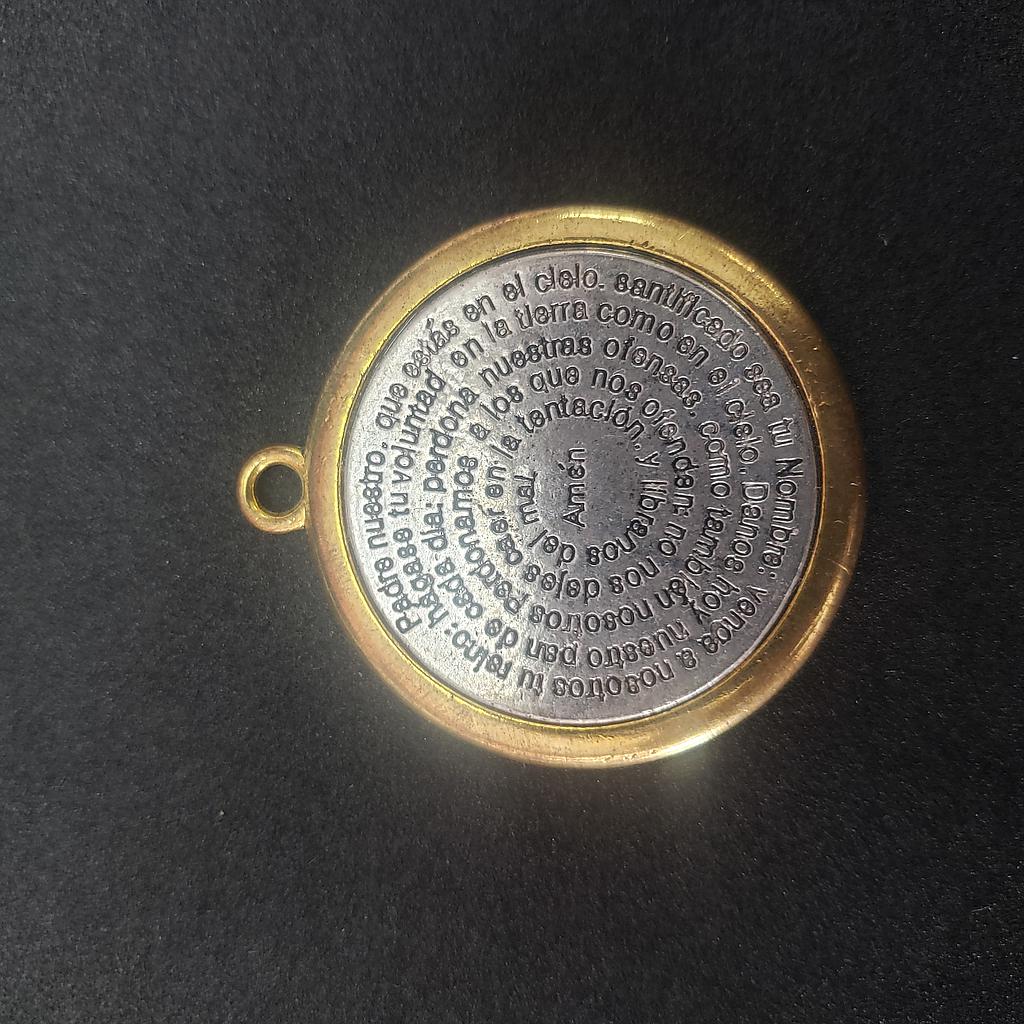 Padre nuestro, que estás en el cielo. santificado sea tu Nombre: venga a nosotros tu reino: hágase tu voluntad en la tierra como en el cielo. Danos hoy nuestro pan de cada día: perdona nuestras ofensas. como también nosotros perdonamos a los que nos ofenden: no nos dejes caer en la tentación. y líbranos del mal
Amén